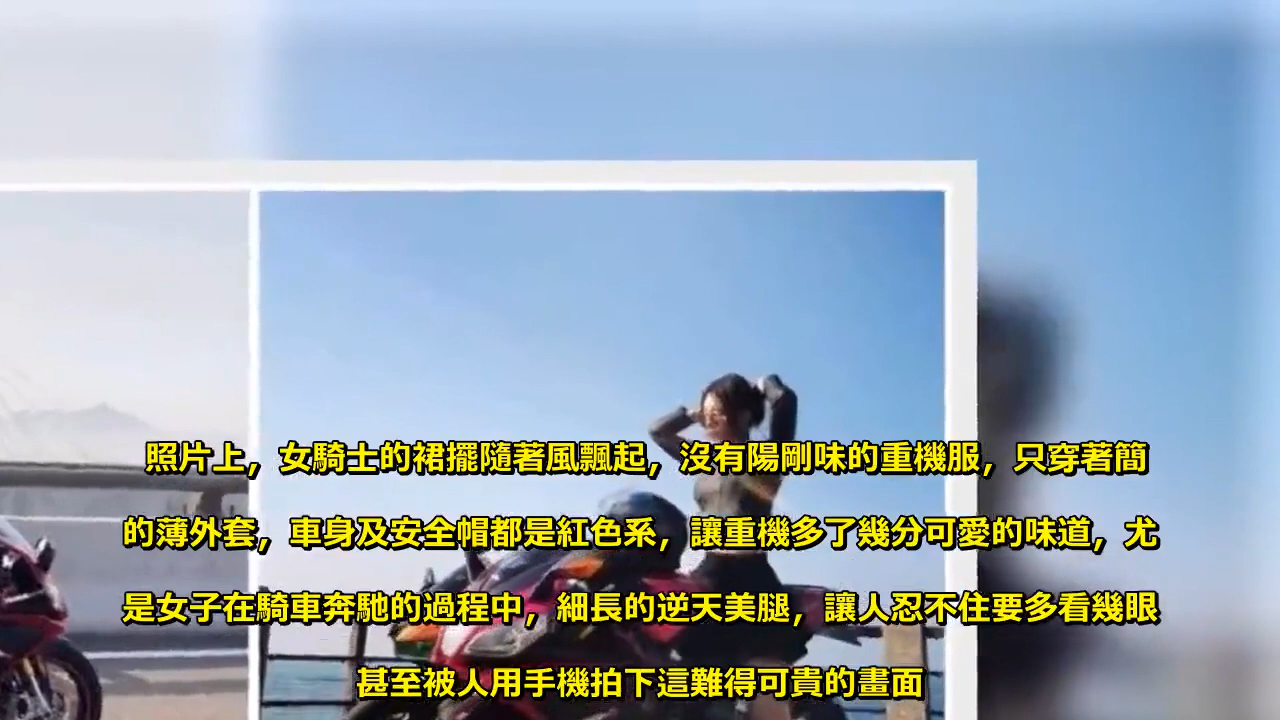 照片上，女騎士的裙擺隨著風飄起，沒有陽剛味的重機服，只穿著簡
的薄外套，車身及安全帽都是紅色系，讓重機多了幾分可愛的味道，尤
是女子在騎車奔馳的過程中，細長的逆天美腿，讓人忍不住要多看幾眼
甚至被人用手機拍下這難得可貴的畫面